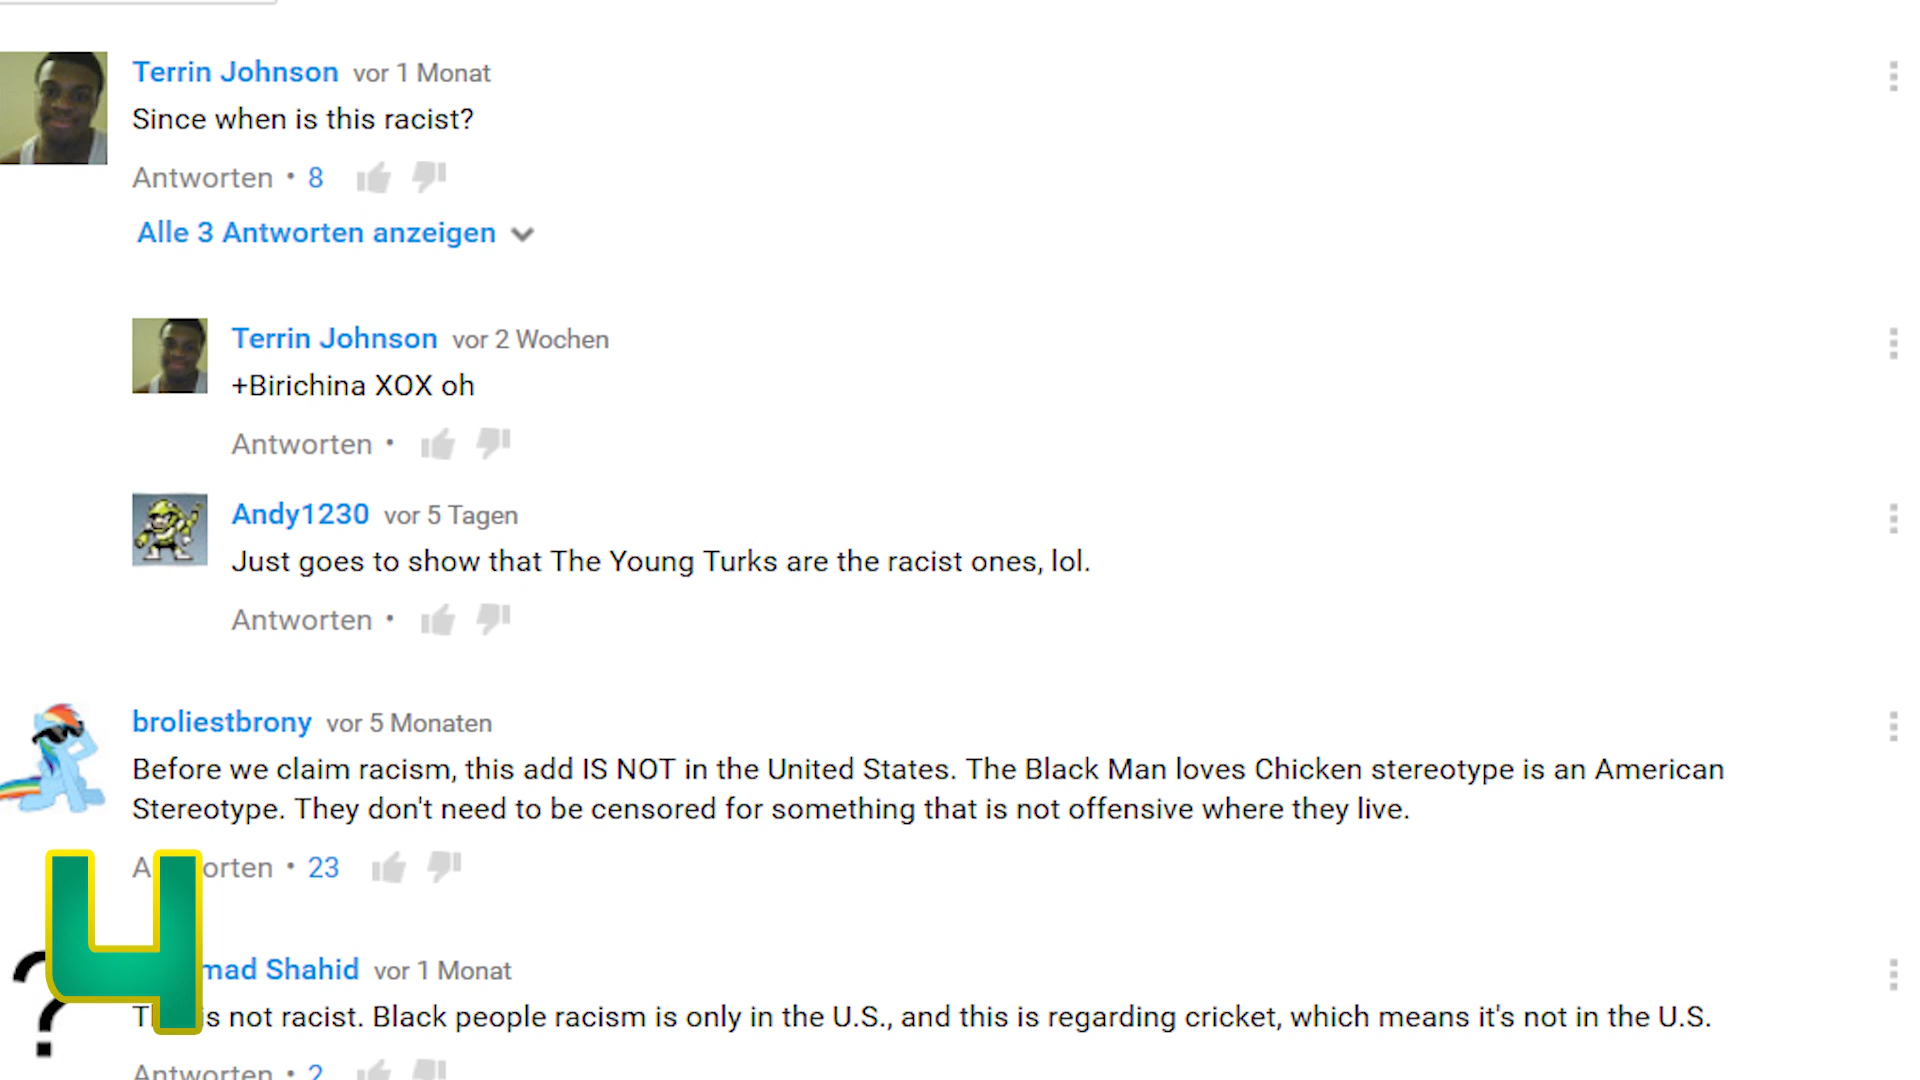 Terrin Johnson vor 1 Monat
Since when is this racist?
Antworten • 8
Alle 3 Antworten anzeigen
Terrin Johnson vor 2 Wochen
+Birichina XOX oh
Antworten •
Andy1230 vor 5 Tagen
Just goes to show that The Young Turks are the racist ones, lol.
Antworten •
broliestbrony vor 5 Monaten
Before we claim racism, this add IS NOT in the United States. The Black Man loves Chicken stereotype is an American
Stereotype. They don't need to be censored for something that is not offensive where they live.
Antworten • 23
4
mad Shahid vor 1 Monat
not racist. Black people racism is only in the U.S., and this is regarding cricket, which means it's not in the U.S.
Antworten • 2